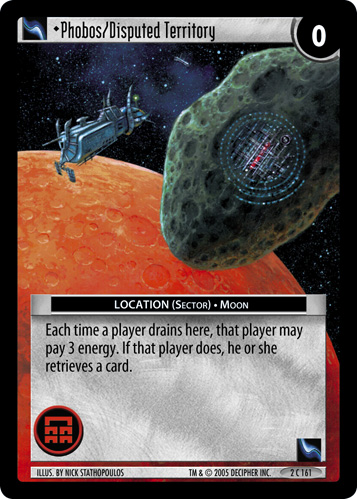 •Phobos/Disputed Territory
0
LOCATION (SECTOR) • MOON
Each time a player drains here, that player may
pay 3 energy. If that player does, he or she
retrieves a card.
ILLUS. BY NICK STATHOPOULOS
TM & © 2005 DECIPHER INC.
2 C 161